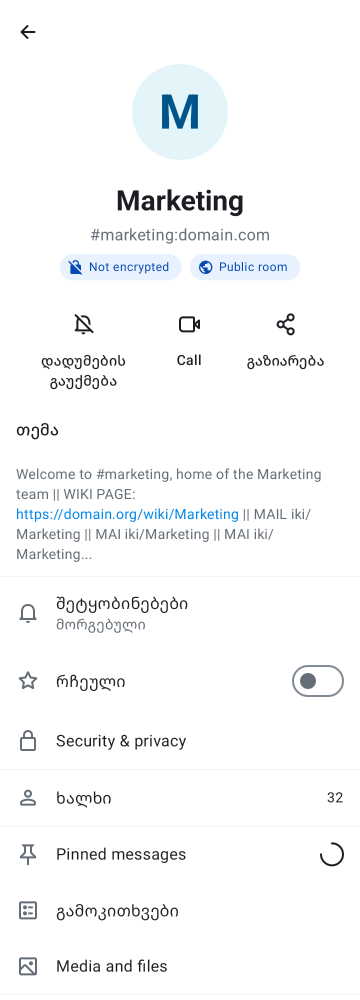 M
Marketing
#marketing:domain.com
Not encrypted Public room
დადუმების გაუქმება
Call
გაზიარება
თემა
Welcome to #marketing, home of the Marketing
team || WIKI PAGE:
https://domain.org/wiki/Marketing || MAIL iki/
Marketing || MAI iki/Marketing || MAI iki/
Marketing...
შეტყობინებები
მორგებული
რჩეული
Security & privacy
ხალხი 32
Pinned messages
გამოკითხვები
Media and files